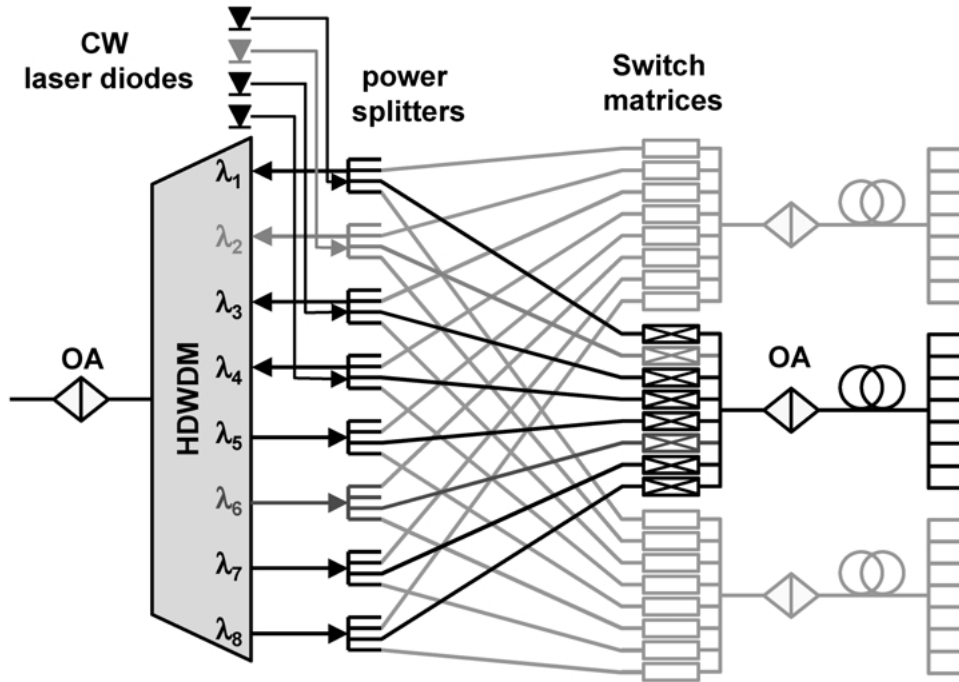 CW
laser diodes
power
splitters
Switch
matrices
λ1
λ2
λ3
λ4
λ5
λ6
λ7
λ8
HDWDM
OA
OA